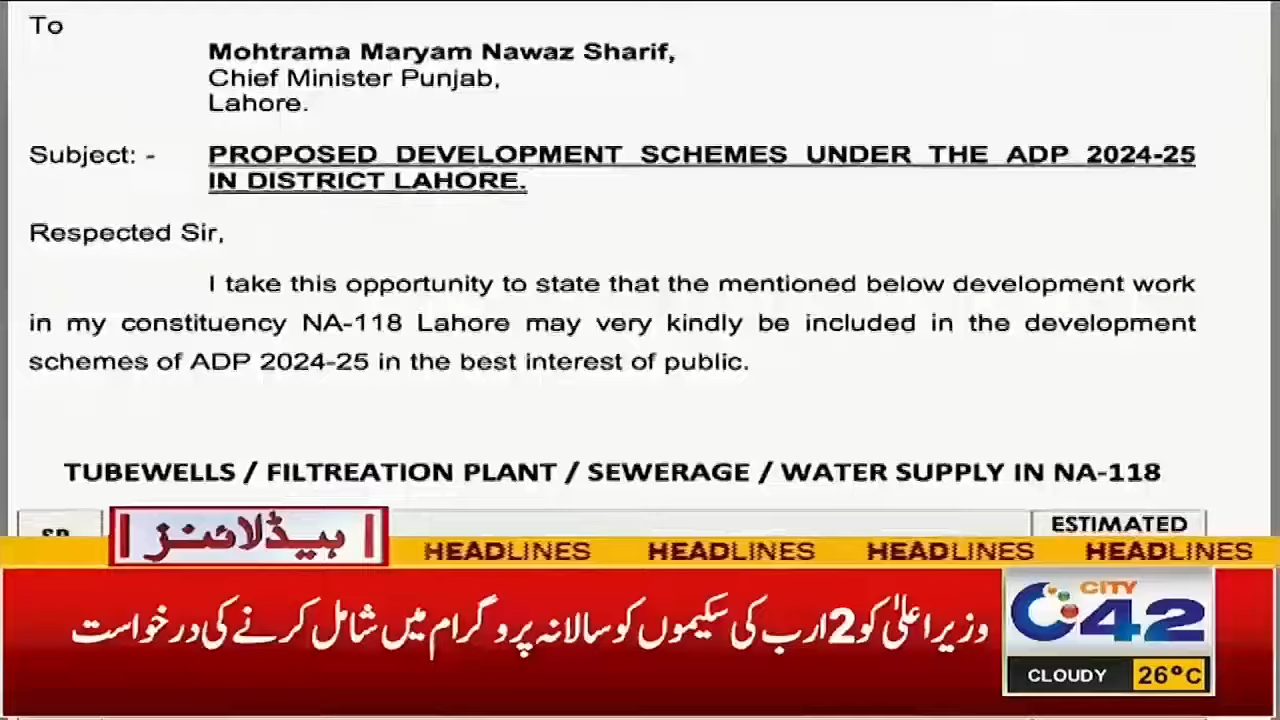 To
Mohtrama Maryam Nawaz Sharif,
Chief Minister Punjab,
Lahore.
Subject: - PROPOSED DEVELOPMENT SCHEMES UNDER THE ADP 2024-25
IN DISTRICT LAHORE.
Respected Sir,
I take this opportunity to state that the mentioned below development work
in my constituency NA-118 Lahore may very kindly be included in the development
schemes of ADP 2024-25 in the best interest of public.
TUBEWELLS / FILTREATION PLANT / SEWERAGE / WATER SUPPLY IN NA-118
ESTIMATED
ہیڈلائنز
HEADLINES HEADLINES HEADLINES HEADLINES
وزیراعلیٰ کو 2 ارب کی سکیموں کو سالانہ پروگرام میں شامل کرنے کی درخواست
CITY
42
CLOUDY 26°C